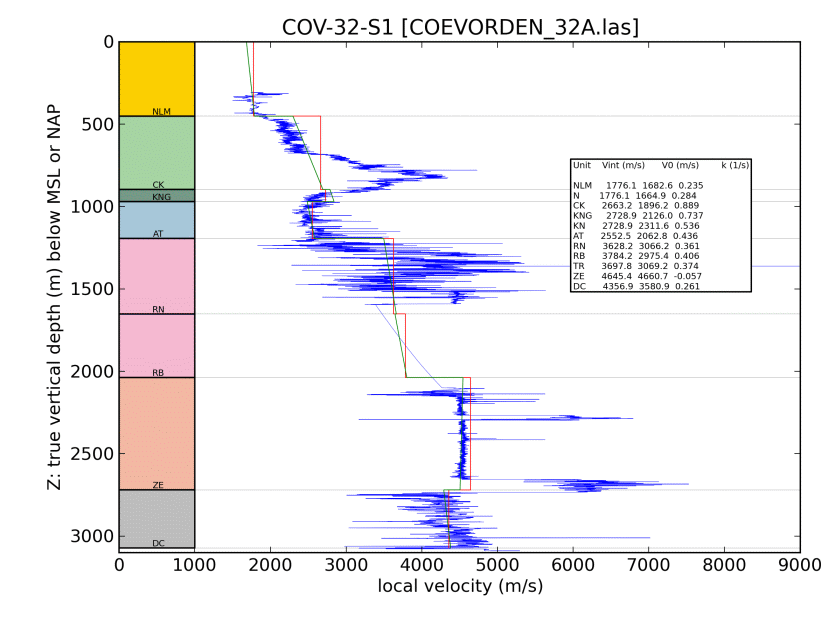 COV-32-S1 [COEVORDEN_32A.las]
0
500
1000
1500
2000
2500
3000
Z: true vertical depth (m) below MSL or NAP
NLM
CK
KNG
AT
RN
RB
ZE
DC
Unit Vint (m/s) V0 (m/s) k (1/s)
NLM 1776.1 1682.6 0.235
N 1776.1 1664.9 0.284
CK 2663.2 1896.2 0.889
KNG 2728.9 2126.0 0.737
KN 2728.9 2311.6 0.536
AT 2552.5 2062.8 0.436
RN 3628.2 3066.2 0.361
RB 3784.2 2975.4 0.406
TR 3697.8 3069.2 0.374
ZE 4645.4 4660.7 -0.057
DC 4356.9 3580.9 0.261
0 1000 2000 3000 4000 5000 6000 7000 8000 9000
local velocity (m/s)